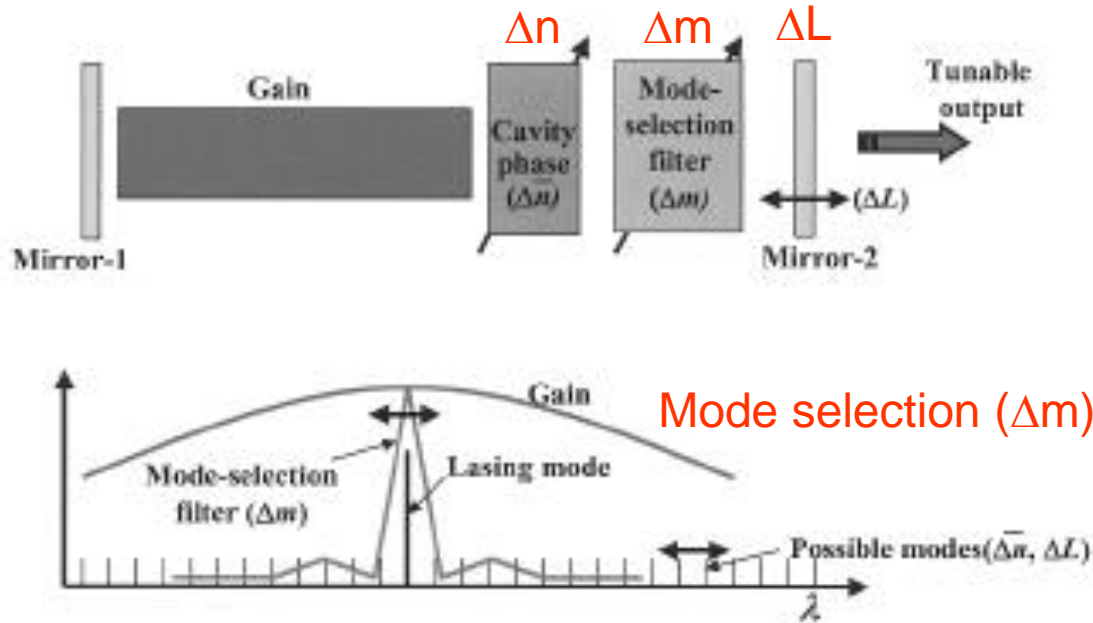 Δn
Δm
ΔL
Gain
Cavity
phase
(Δn̅)
Mode-
selection
filter
(Δm)
Tunable
output
(ΔL)
Mirror-1
Mirror-2
Gain
Mode selection (Δm)
Mode-selection
filter (Δm)
Lasing mode
Possible modes(Δn̅, ΔL)
λ